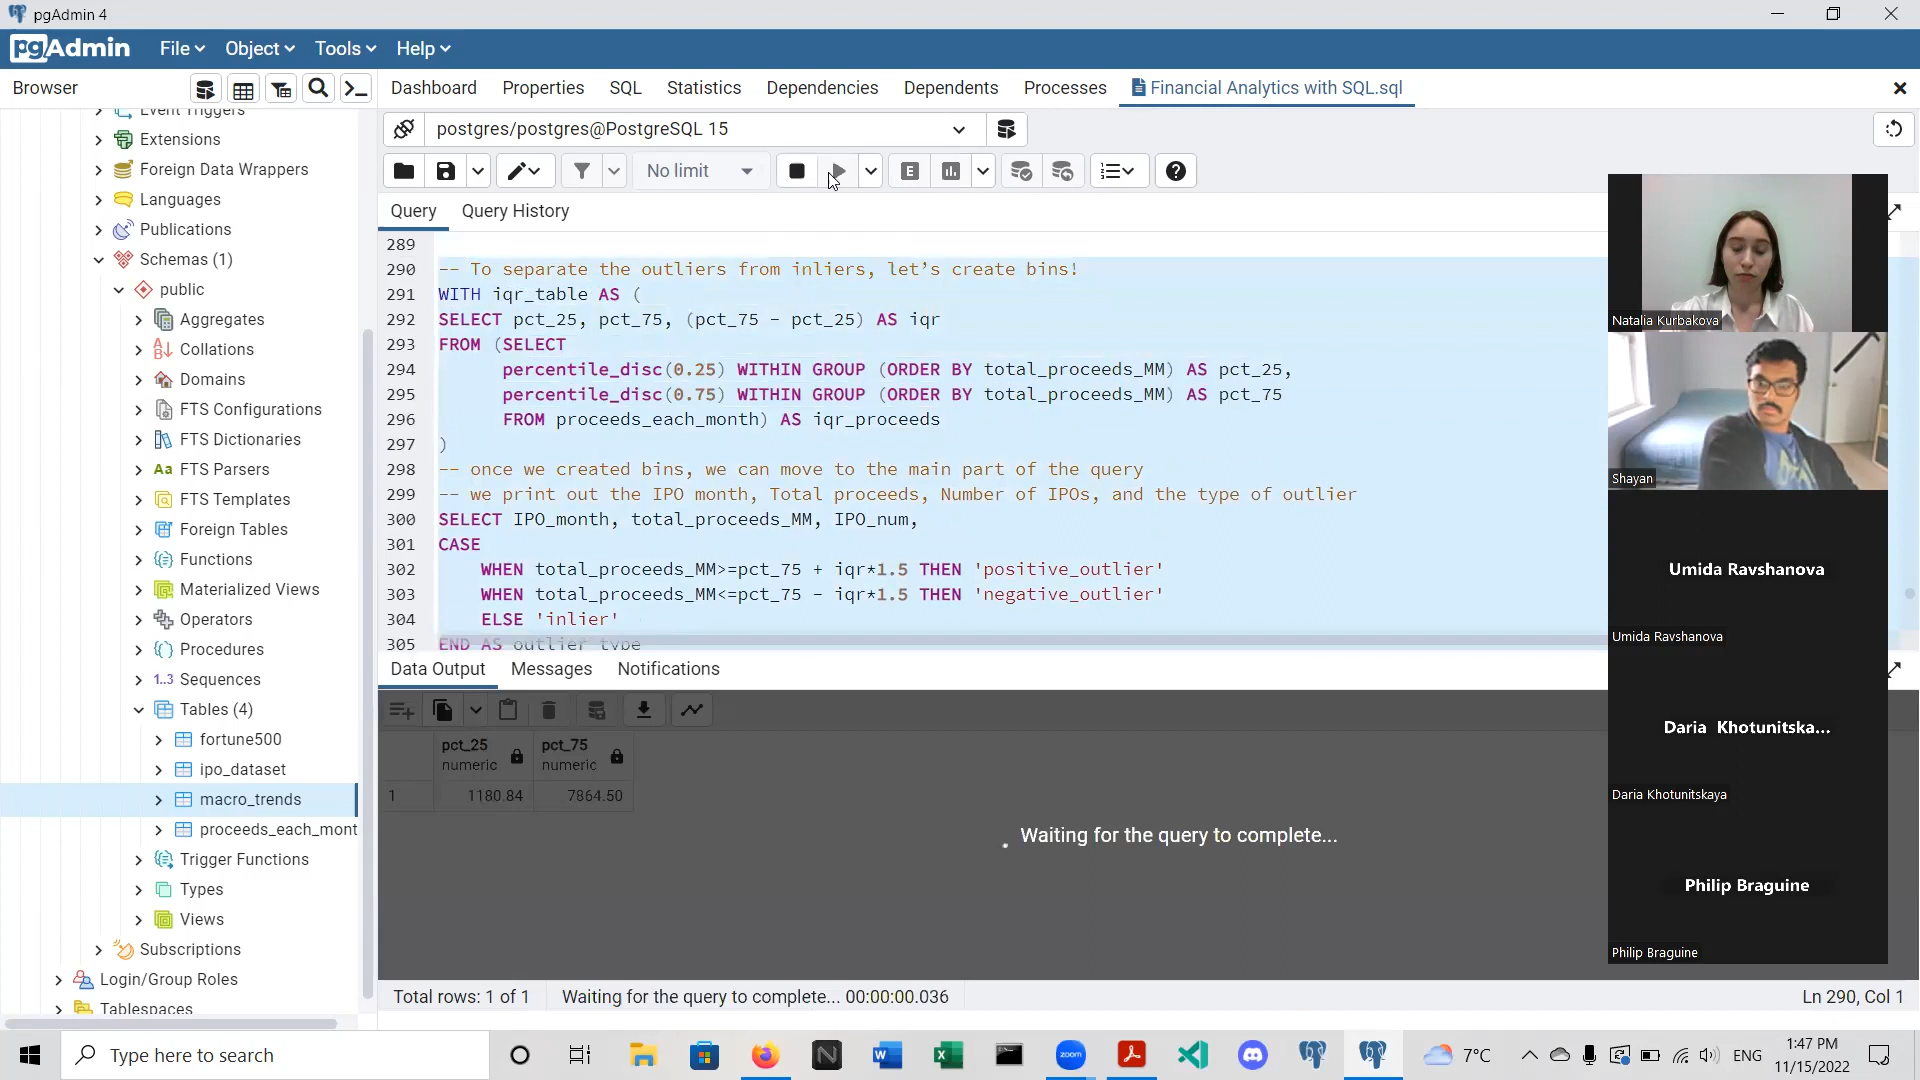 pgAdmin 4
pgAdmin File Object Tools Help
Browser
Dashboard Properties SQL Statistics Dependencies Dependents Processes Financial Analytics with SQL.sql
Event Triggers
Extensions
Foreign Data Wrappers
Languages
Publications
Schemas (1)
public
Aggregates
Collations
Domains
FTS Configurations
FTS Dictionaries
Aa FTS Parsers
FTS Templates
Foreign Tables
Functions
Materialized Views
Operators
Procedures
1..3 Sequences
Tables (4)
fortune500
ipo_dataset
macro_trends
proceeds_each_mont
Trigger Functions
Types
Views
Subscriptions
Login/Group Roles
Tablespaces
postgres/postgres@PostgreSQL 15
No limit
E
Query Query History
289
290 -- To separate the outliers from inliers, let’s create bins!
291 WITH iqr_table AS (
292 SELECT pct_25, pct_75, (pct_75 - pct_25) AS iqr
293 FROM (SELECT
294 percentile_disc(0.25) WITHIN GROUP (ORDER BY total_proceeds_MM) AS pct_25,
295 percentile_disc(0.75) WITHIN GROUP (ORDER BY total_proceeds_MM) AS pct_75
296 FROM proceeds_each_month) AS iqr_proceeds
297 )
298 -- once we created bins, we can move to the main part of the query
299 -- we print out the IPO month, Total proceeds, Number of IPOs, and the type of outlier
300 SELECT IPO_month, total_proceeds_MM, IPO_num,
301 CASE
302 WHEN total_proceeds_MM>=pct_75 + iqr*1.5 THEN 'positive_outlier'
303 WHEN total_proceeds_MM<=pct_75 - iqr*1.5 THEN 'negative_outlier'
304 ELSE 'inlier'
305 END AS outlier_type
Data Output Messages Notifications
pct_25 numeric pct_75 numeric
1 1180.84 7864.50
Waiting for the query to complete...
Total rows: 1 of 1 Waiting for the query to complete... 00:00:00.036 Ln 290, Col 1
Natalia Kurbakova
Shayan
Umida Ravshanova
Umida Ravshanova
Daria Khotunitska...
Daria Khotunitskaya
Philip Braguine
Philip Braguine
Type here to search
zoom
7°C
ENG
1:47 PM
11/15/2022